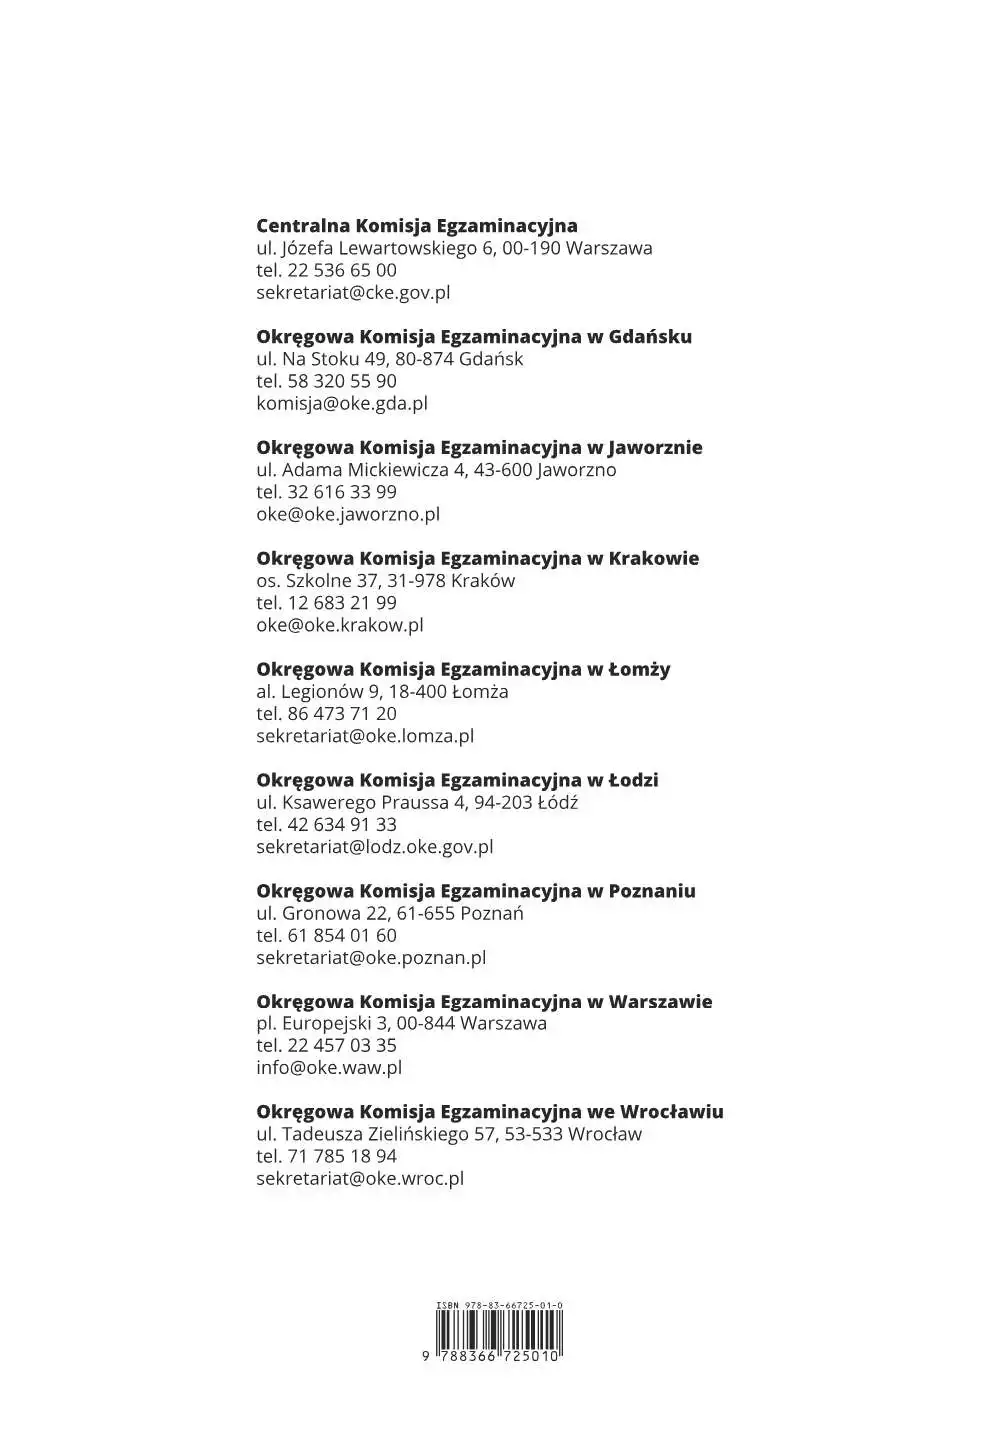 Centralna Komisja Egzaminacyjna
ul. Józefa Lewartowskiego 6, 00-190 Warszawa
tel. 22 536 65 00
sekretariat@cke.gov.pl
Okręgowa Komisja Egzaminacyjna w Gdańsku
ul. Na Stoku 49, 80-874 Gdańsk
tel. 58 320 55 90
komisja@oke.gda.pl
Okręgowa Komisja Egzaminacyjna w Jaworznie
ul. Adama Mickiewicza 4, 43-600 Jaworzno
tel. 32 616 33 99
oke@oke.jaworzno.pl
Okręgowa Komisja Egzaminacyjna w Krakowie
os. Szkolne 37, 31-978 Kraków
tel. 12 683 21 99
oke@oke.krakow.pl
Okręgowa Komisja Egzaminacyjna w Łomży
al. Legionów 9, 18-400 Łomża
tel. 86 473 71 20
sekretariat@oke.lomza.pl
Okręgowa Komisja Egzaminacyjna w Łodzi
ul. Ksawerego Praussa 4, 94-203 Łódź
tel. 42 634 91 33
sekretariat@lodz.oke.gov.pl
Okręgowa Komisja Egzaminacyjna w Poznaniu
ul. Gronowa 22, 61-655 Poznań
tel. 61 854 01 60
sekretariat@oke.poznan.pl
Okręgowa Komisja Egzaminacyjna w Warszawie
pl. Europejski 3, 00-844 Warszawa
tel. 22 457 03 35
info@oke.waw.pl
Okręgowa Komisja Egzaminacyjna we Wrocławiu
ul. Tadeusza Zielińskiego 57, 53-533 Wrocław
tel. 71 785 18 94
sekretariat@oke.wroc.pl
ISBN 978-83-66725-01-0
9 788366 725010